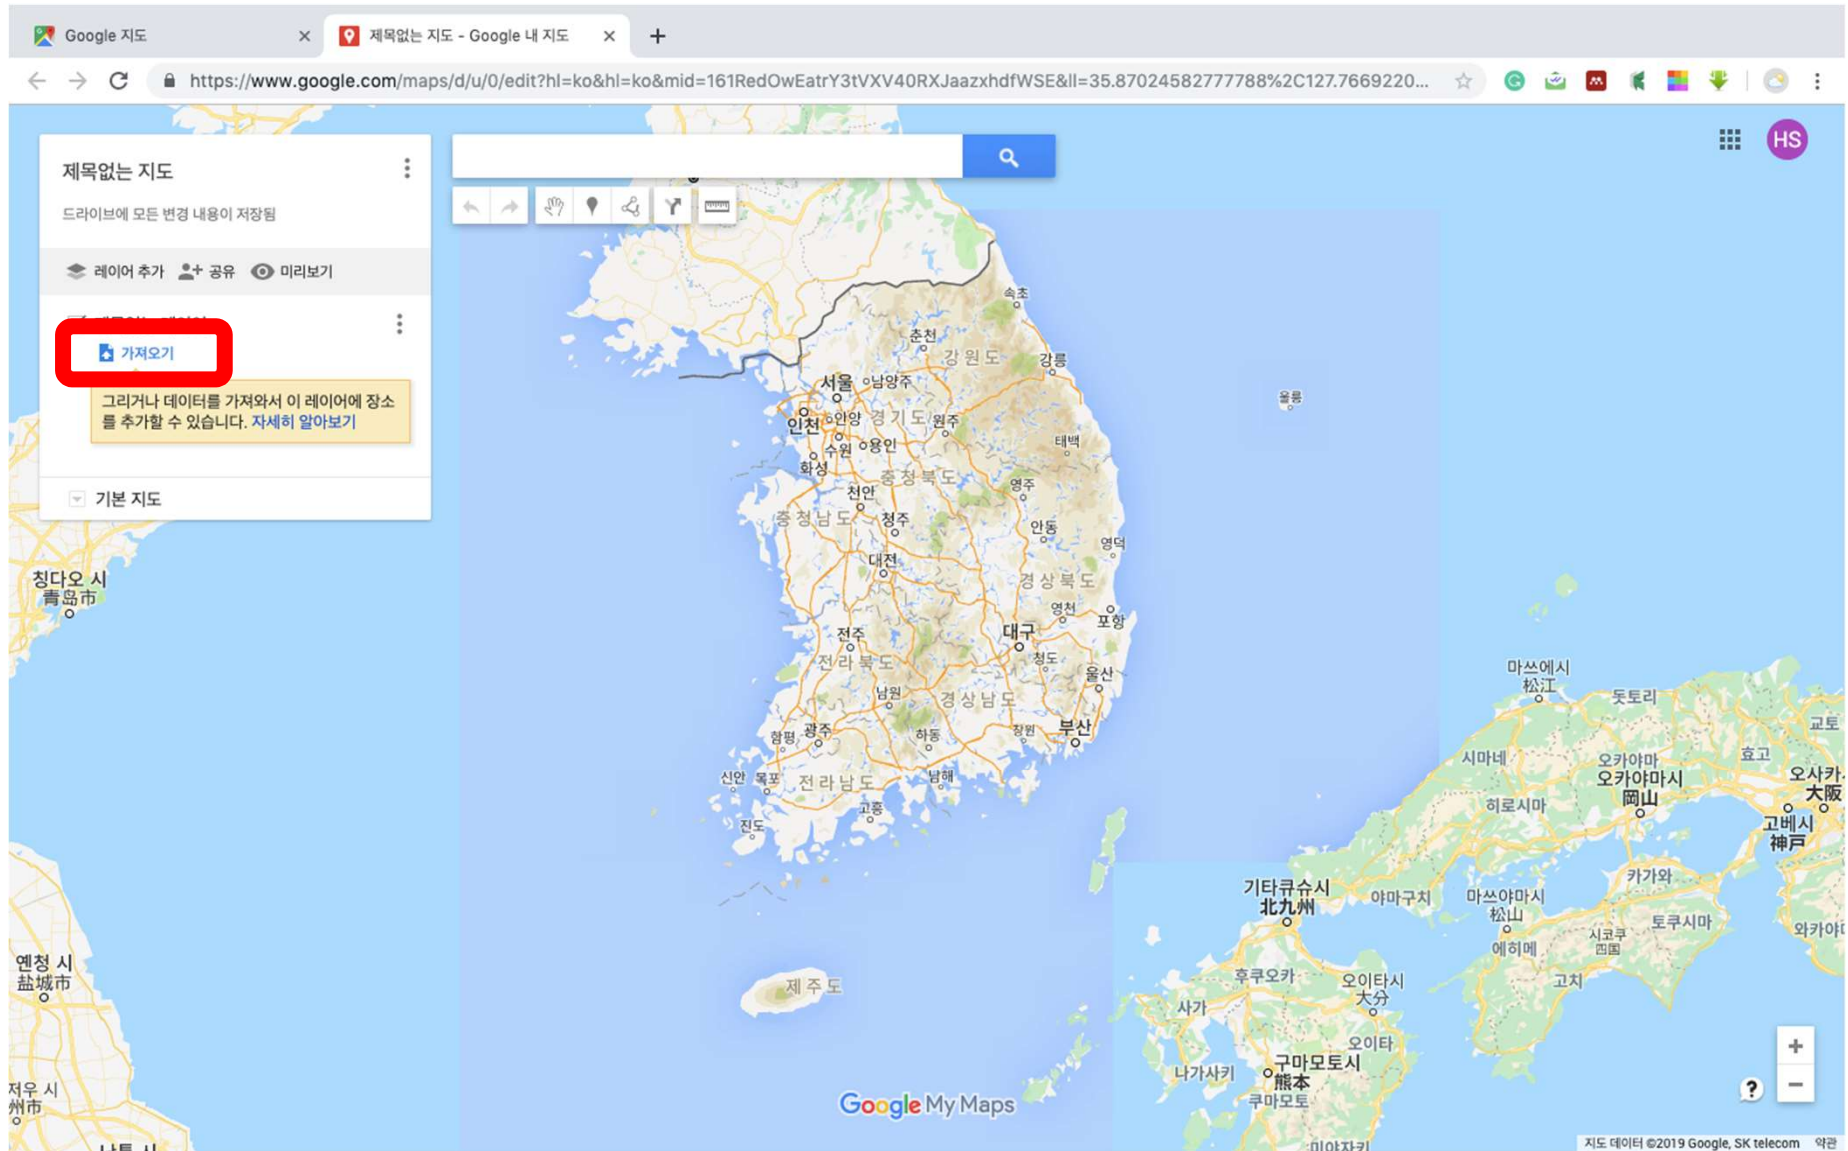 Google 지도
제목없는 지도 - Google 내 지도
https://www.google.com/maps/d/u/0/edit?hl=ko&hl=ko&mid=161RedOwEatrY3tVXV40RXJaazxhdfWSE&ll=35.87024582777788%2C127.7669220...
HS
제목없는 지도
드라이브에 모든 변경 내용이 저장됨
레이어 추가 공유 미리보기
가져오기
그리거나 데이터를 가져와서 이 레이어에 장소
를 추가할 수 있습니다. 자세히 알아보기
기본 지도
속초
춘천
강원도
강릉
서울 남양주
울릉
인천 안양 경기도 원주
태백
수원 용인
화성
충청북도
영주
천안
충청남도 청주
안동
영덕
대전
경상북도
칭다오 시
青岛市
영천
포항
전주
대구
전라북도
청도
울산
마쓰에시
松江
남원
경상남도
돗토리
함평 광주
하동
창원
부산
교토
시마네
오카야마
오카야마시
岡山
효고
신안 목포 전라남도
남해
오사카
大阪
고흥
히로시마
진도
고베시
神戸
기타큐슈시
北九州
야마구치
마쓰야마시
松山
카가와
에히메
시코쿠
四国
토쿠시마
옌청 시
盐城市
제주도
후쿠오카
오이타시
大分
고치
사가
오이타
나가사키
구마모토시
熊本
쿠마모토
Google My Maps
?
지도 데이터 ©2019 Google, SK telecom 약관